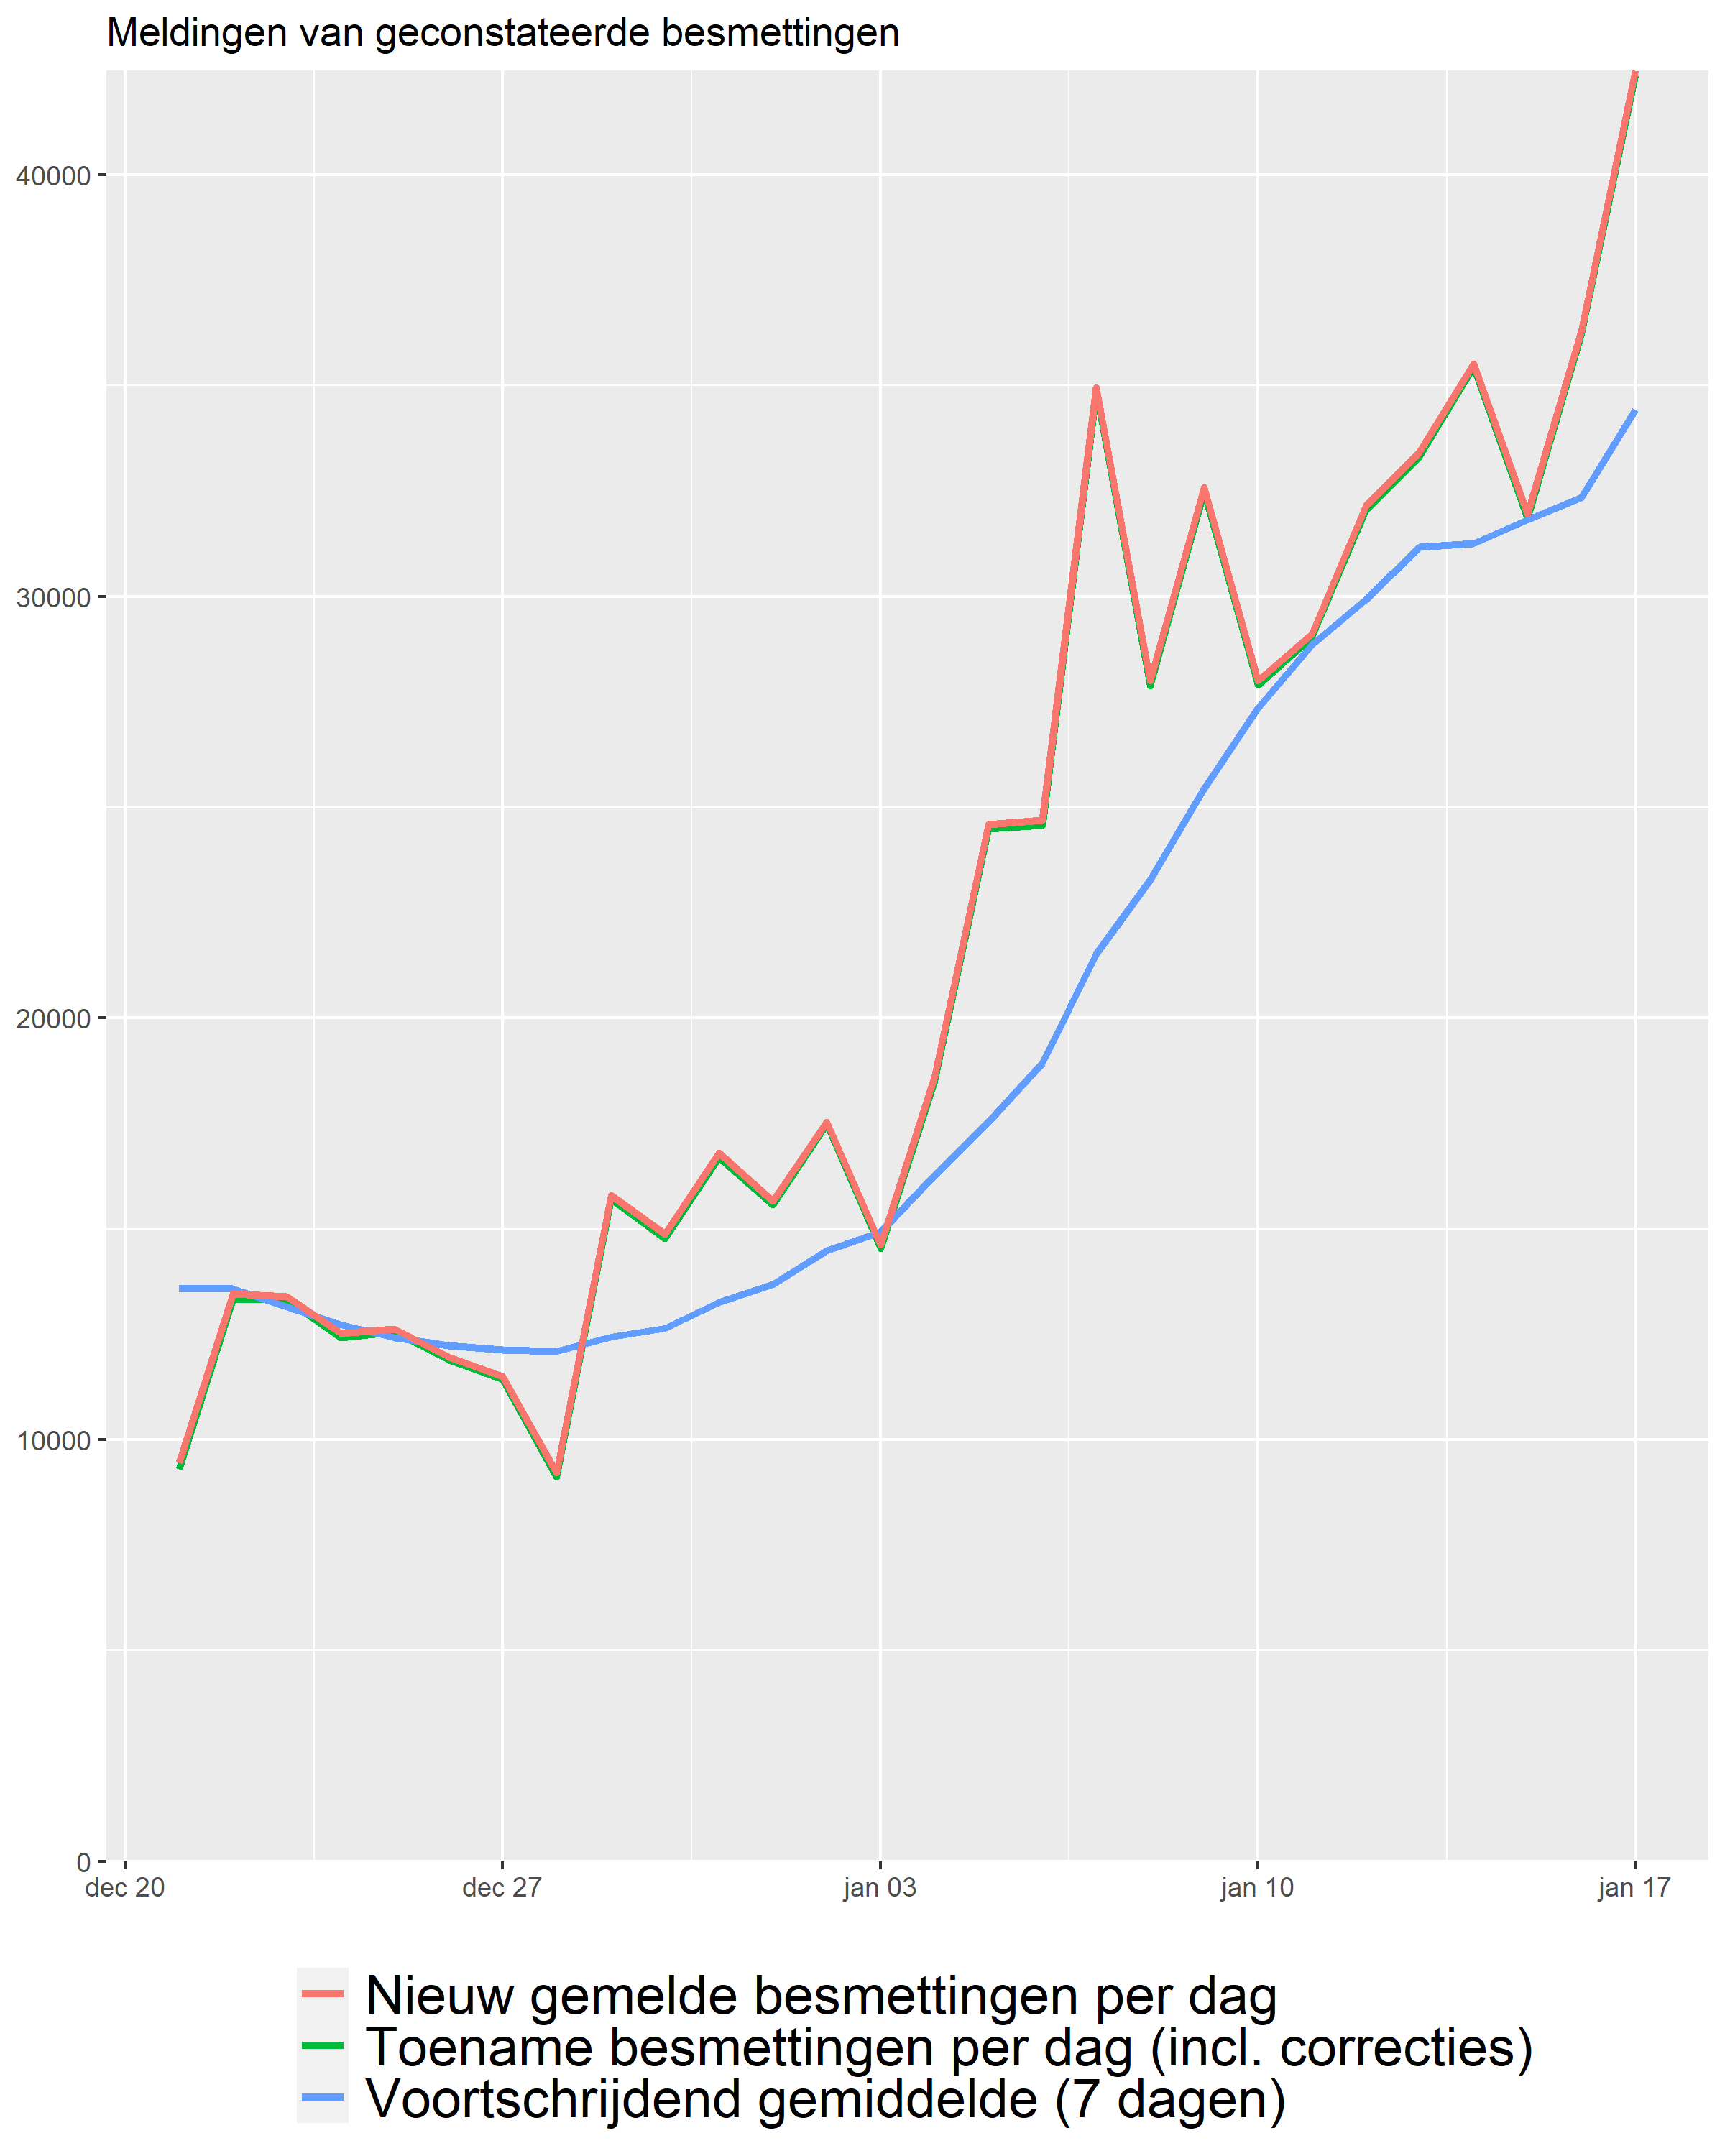 Meldingen van geconstateerde besmettingen
40000
30000
20000
10000
0
dec 20 dec 27 jan 03 jan 10 jan 17
Nieuw gemelde besmettingen per dag
Toename besmettingen per dag (incl. correcties)
Voortschrijdend gemiddelde (7 dagen)